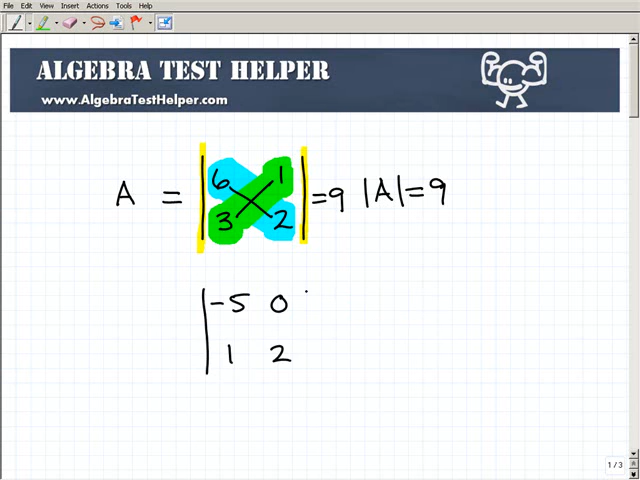 File Edit View Insert Actions Tools Help
ALGEBRA TEST HELPER
www.AlgebraTestHelper.com
A = |6 1| = 9 |A| = 9
3 2
|-5 0
1 2
1 / 3